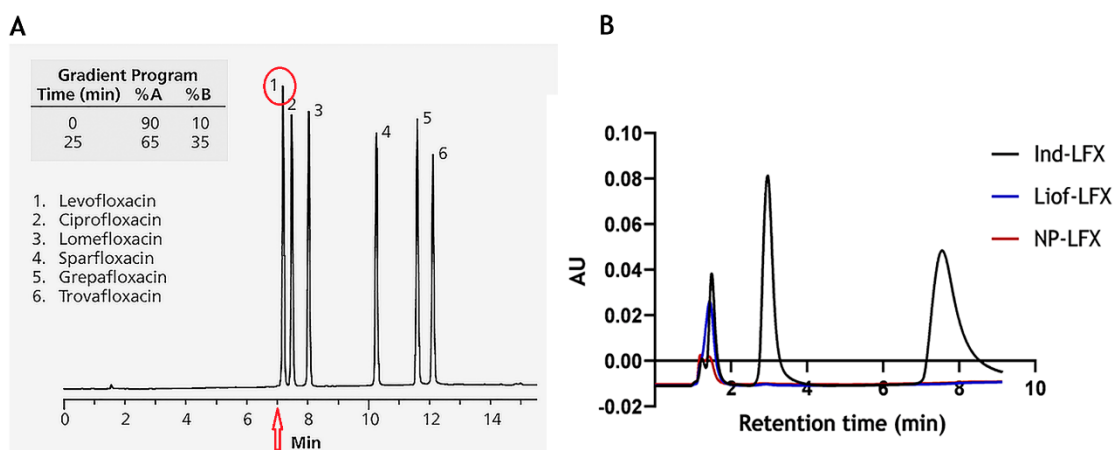 A
Gradient Program
Time (min) %A %B
0 90 10
25 65 35
1 2 3 4 5 6
1. Levofloxacin
2. Ciprofloxacin
3. Lomefloxacin
4. Sparfloxacin
5. Grepafloxacin
6. Trovafloxacin
0 2 4 6 8 10 12 14
Min
B
0.10
0.08
0.06
0.04
0.02
0.00
-0.02
AU
2 4 6 8 10
Retention time (min)
Ind-LFX
Liof-LFX
NP-LFX